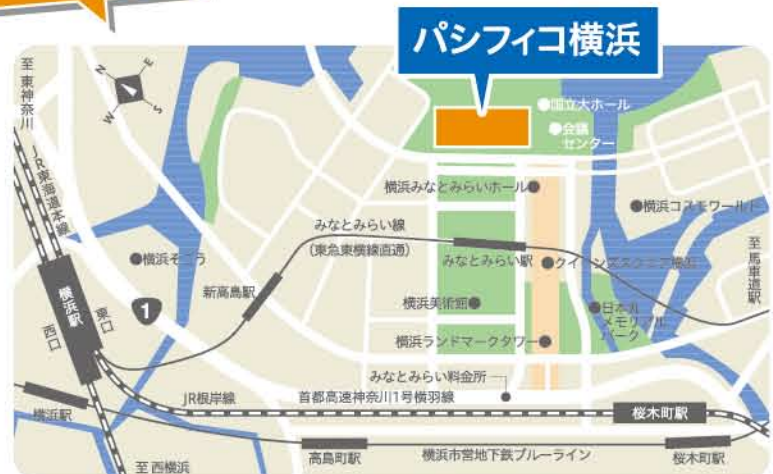 パシフィコ横浜
至 東神奈川
N
E
W
S
JR東海道本線
国立大ホール
会議
センター
横浜みなとみらいホール
横浜コスモワールド
みなとみらい線
(東急東横線直通)
みなとみらい駅
クイーンズスクエア横浜
至 馬車道駅
横浜そごう
新高島駅
横浜駅
東口
西口
1
横浜美術館
日本丸
メモリアル
パーク
横浜ランドマークタワー
みなとみらい料金所
JR根岸線
首都高速神奈川1号横羽線
桜木町駅
横浜駅
至 西横浜
高島町駅
横浜市営地下鉄ブルーライン
桜木町駅